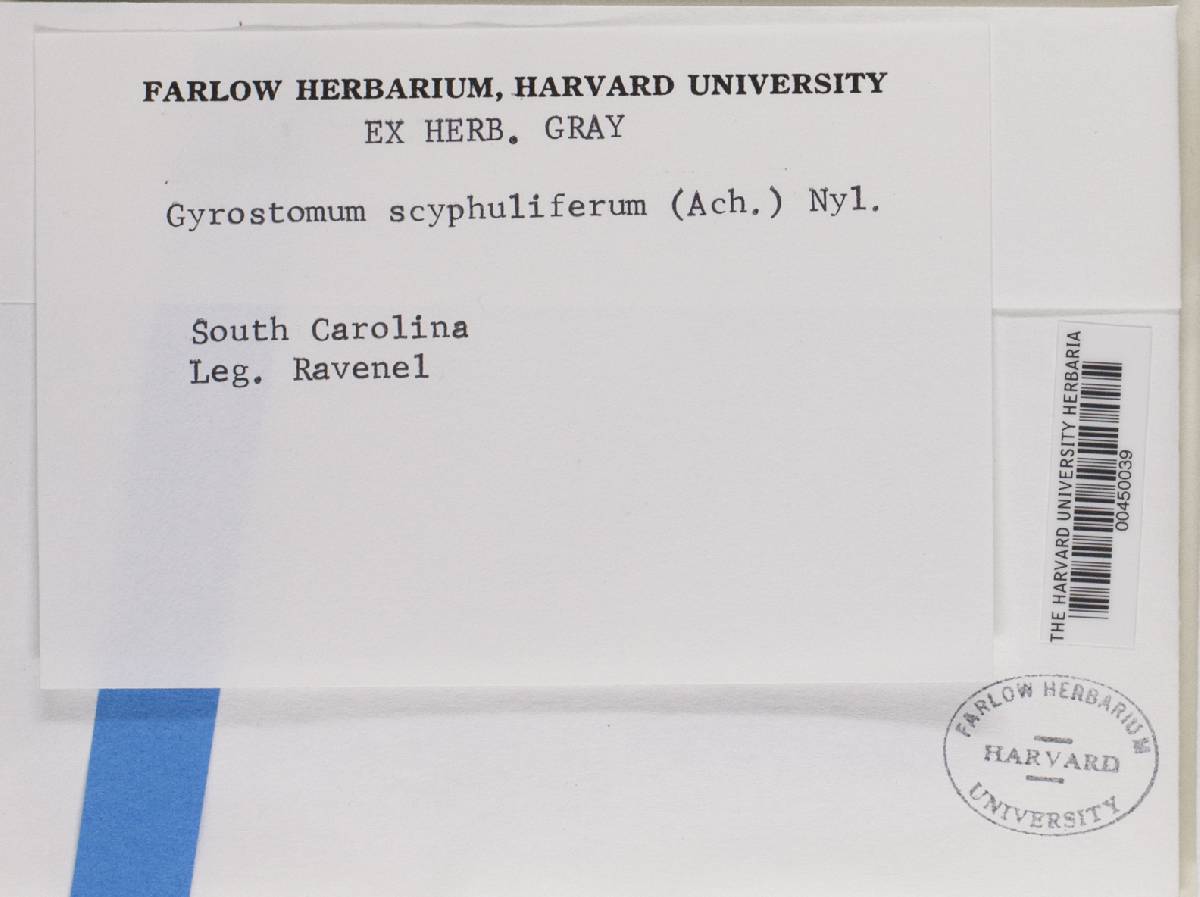 FARLOW HERBARIUM, HARVARD UNIVERSITY
EX HERB. GRAY
Gyrostomum scyphuliferum (Ach.) Nyl.
South Carolina
Leg. Ravenel
THE HARVARD UNIVERSITY HERBARIA
00450039
FARLOW HERBARIUM
HARVARD
UNIVERSITY